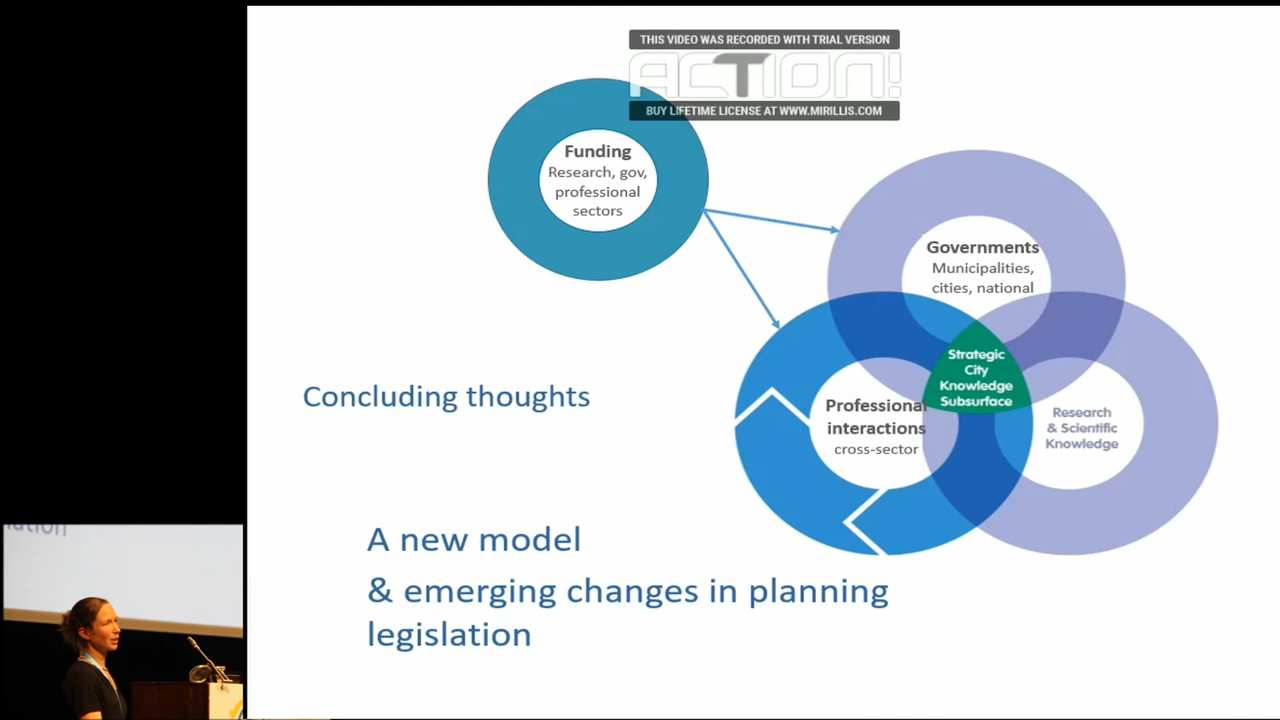 THIS VIDEO WAS RECORDED WITH TRIAL VERSION
ACTION!
BUY LIFETIME LICENSE AT WWW.MIRILLIS.COM
Funding
Research, gov,
professional
sectors
Governments
Municipalities,
cities, national
Strategic
City
Knowledge
Subsurface
Professional
interactions
cross-sector
Research
& Scientific
Knowledge
Concluding thoughts
A new model
& emerging changes in planning
legislation